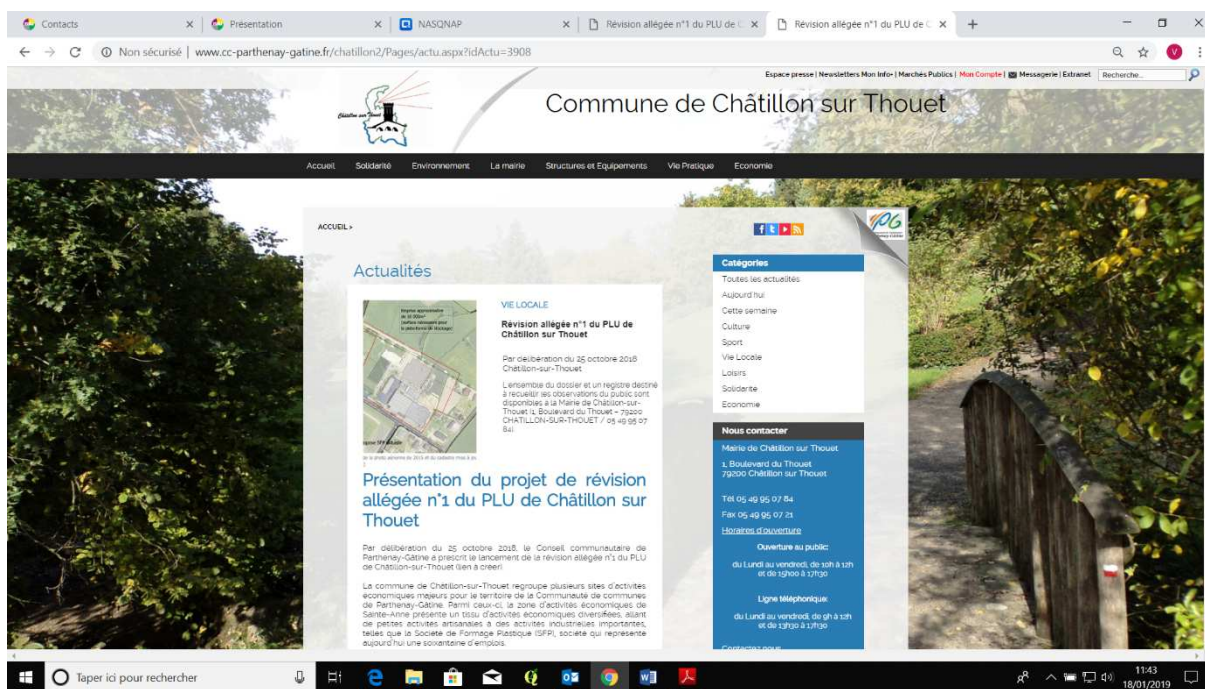 Contacts
Présentation
NASQNAP
Révision allégée n°1 du PLU de C
Révision allégée n°1 du PLU de C
Non sécurisé | www.cc-parthenay-gatine.fr/chatillon2/Pages/actu.aspx?idActu=3908
Espace presse | Newsletters Mon Info+ | Marchés Publics | Mon Compte | Messagerie | Extranet
Recherche...
Châtillon sur Thouet
Commune de Châtillon sur Thouet
Accueil Solidarité Environnement La mairie Structures et Equipements Vie Pratique Economie
ACCUEIL >
Actualités
VIE LOCALE
Révision allégée n°1 du PLU de
Châtillon sur Thouet
Par délibération du 25 octobre 2018
Châtillon-sur-Thouet
L'ensemble du dossier et un registre destiné
à recueillir les observations du public sont
disponibles à la Mairie de Châtillon-sur-
Thouet (1, Boulevard du Thouet - 79200
CHATILLON-SUR-THOUET / 05 49 95 07
84)
Présentation du projet de révision
allégée n°1 du PLU de Châtillon sur
Thouet
Par délibération du 25 octobre 2018, le Conseil communautaire de
Parthenay-Gâtine a prescrit le lancement de la révision allégée n°1 du PLU
de Châtillon-sur-Thouet (lien à créer).
La commune de Châtillon-sur-Thouet regroupe plusieurs sites d'activités
économiques majeurs pour le territoire de la Communauté de communes
de Parthenay-Gâtine. Parmi ceux-ci, la zone d'activités économiques de
Sainte-Anne présente un tissu d'activités économiques diversifiées, allant
de petites activités artisanales à des activités industrielles importantes,
telles que la Société de Formage Plastique (SFP), société qui représente
aujourd'hui une soixantaine d'emplois.
Catégories
Toutes les actualités
Aujourd'hui
Cette semaine
Culture
Sport
Vie Locale
Loisirs
Solidarité
Economie
Nous contacter
Mairie de Châtillon sur Thouet
1, Boulevard du Thouet
79200 Châtillon sur Thouet
Tél 05 49 95 07 84
Fax 05 49 95 07 21
Horaires d'ouverture
Ouverture au public:
du Lundi au vendredi, de 10h à 12h
et de 15h00 à 17h30
Ligne téléphonique:
du Lundi au vendredi, de 9h à 12h
et de 13h30 à 17h30
Contactez nous
Taper ici pour rechercher
11:43
18/01/2019